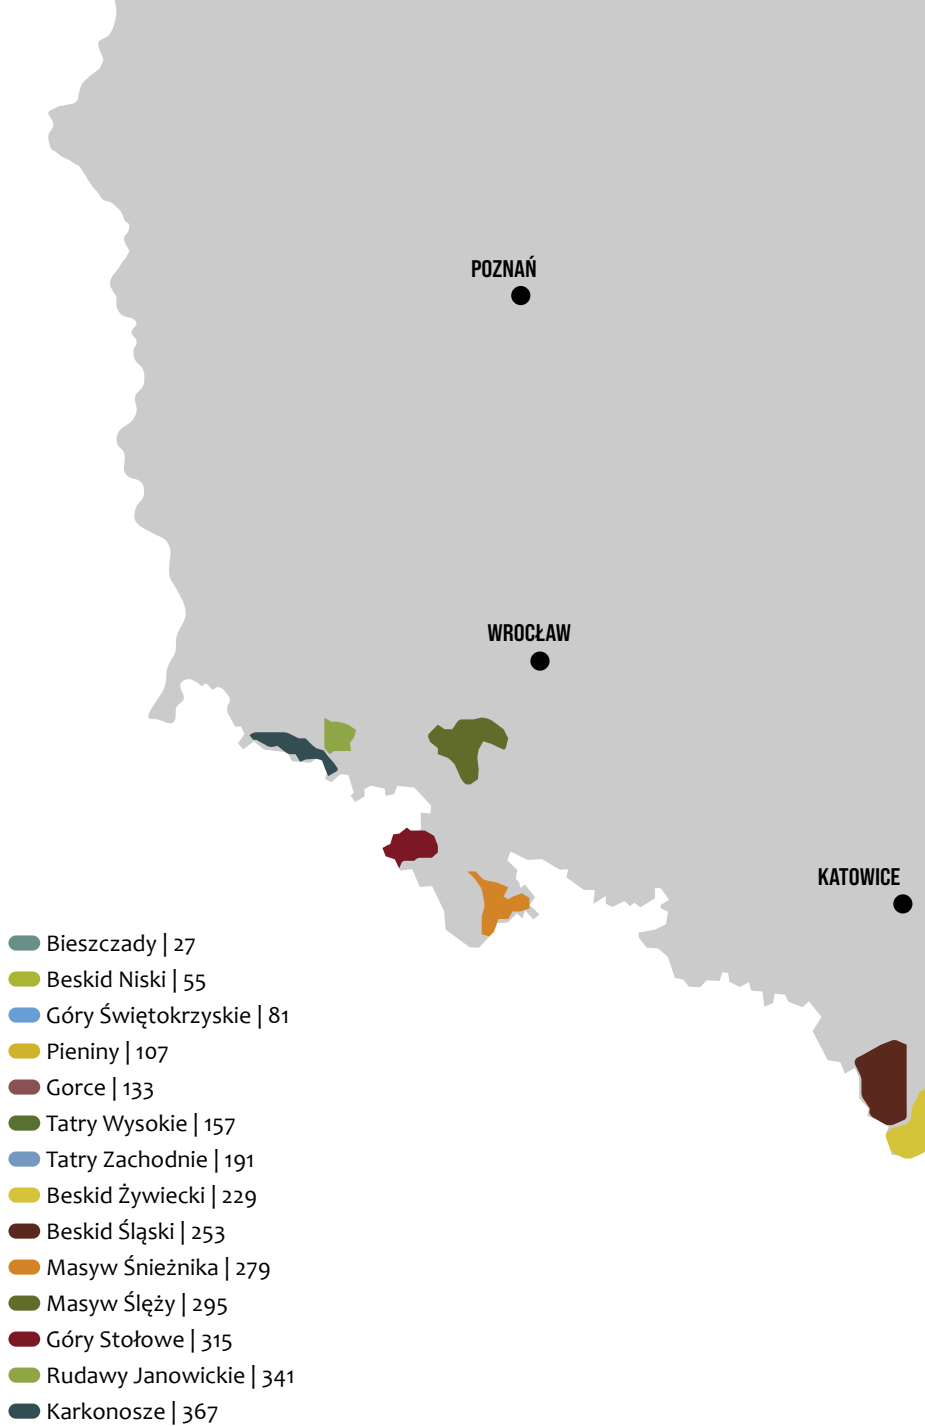 POZNAŃ
WROCŁAW
KATOWICE
Bieszczady | 27
Beskid Niski | 55
Góry Świętokrzyskie | 81
Pieniny | 107
Gorce | 133
Tatry Wysokie | 157
Tatry Zachodnie | 191
Beskid Żywiecki | 229
Beskid Śląski | 253
Masyw Śnieżnika | 279
Masyw Ślęży | 295
Góry Stołowe | 315
Rudawy Janowickie | 341
Karkonosze | 367